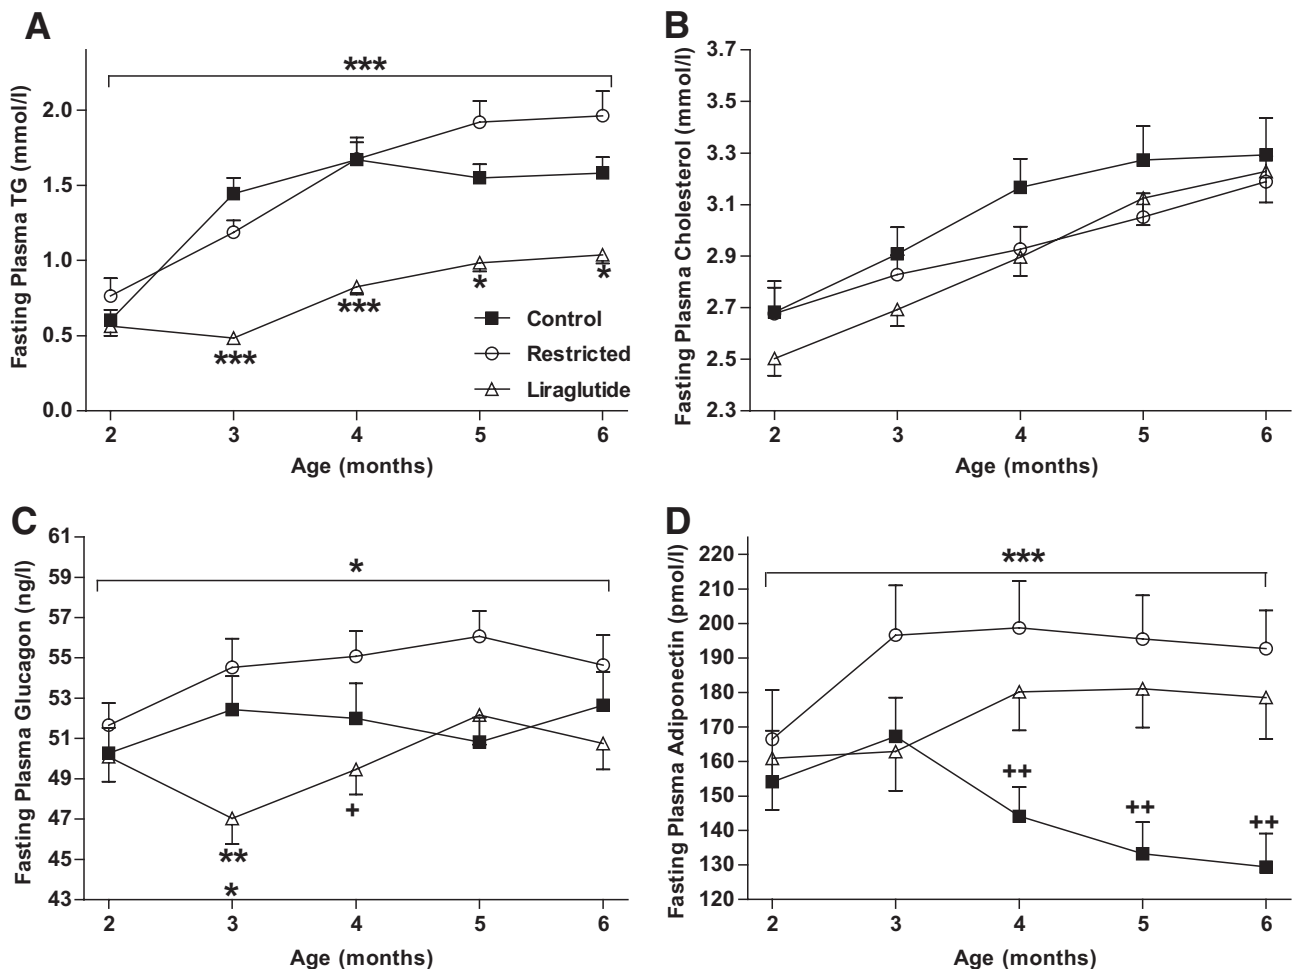 A
Fasting Plasma TG (mmol/l)
2.0
1.5
1.0
0.5
0.0
***
***
***
*
*
Control
Restricted
Liraglutide
2 3 4 5 6
Age (months)
B
Fasting Plasma Cholesterol (mmol/l)
3.7
3.5
3.3
3.1
2.9
2.7
2.5
2.3
2 3 4 5 6
Age (months)
C
Fasting Plasma Glucagon (ng/l)
61
59
57
55
53
51
49
47
45
43
*
+
**
*
2 3 4 5 6
Age (months)
D
Fasting Plasma Adiponectin (pmol/l)
220
210
200
190
180
170
160
150
140
130
120
***
++
++
++
2 3 4 5 6
Age (months)